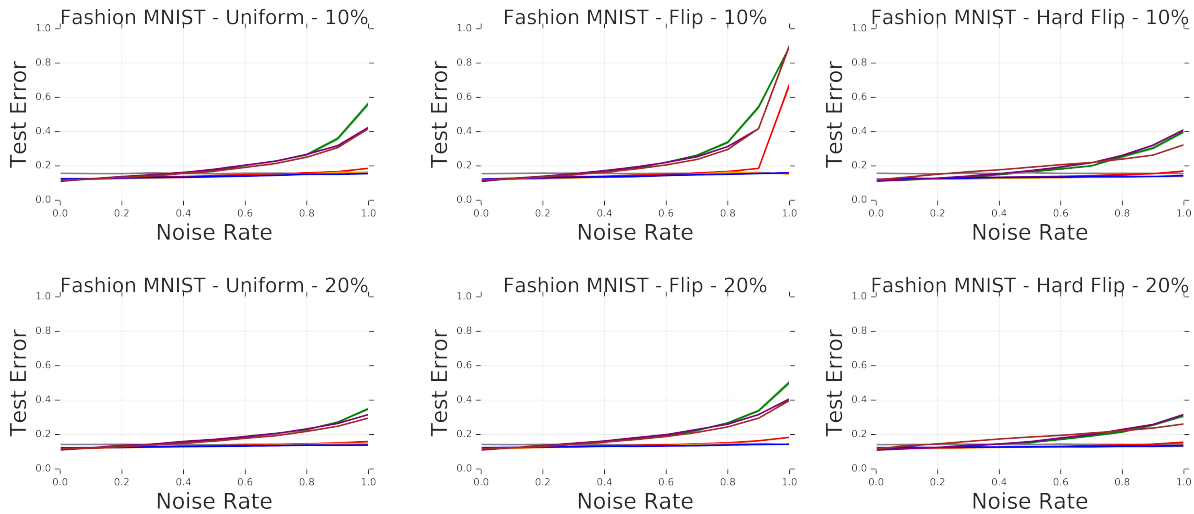 Fashion MNIST - Uniform - 10%
1.0
0.8
0.6
0.4
0.2
0.0
Test Error
0.0 0.2 0.4 0.6 0.8 1.0
Noise Rate
Fashion MNIST - Flip - 10%
1.0
0.8
0.6
0.4
0.2
0.0
Test Error
0.0 0.2 0.4 0.6 0.8 1.0
Noise Rate
Fashion MNIST - Hard Flip - 10%
1.0
0.8
0.6
0.4
0.2
0.0
Test Error
0.0 0.2 0.4 0.6 0.8 1.0
Noise Rate
Fashion MNIST - Uniform - 20%
1.0
0.8
0.6
0.4
0.2
0.0
Test Error
0.0 0.2 0.4 0.6 0.8 1.0
Noise Rate
Fashion MNIST - Flip - 20%
1.0
0.8
0.6
0.4
0.2
0.0
Test Error
0.0 0.2 0.4 0.6 0.8 1.0
Noise Rate
Fashion MNIST - Hard Flip - 20%
1.0
0.8
0.6
0.4
0.2
0.0
Test Error
0.0 0.2 0.4 0.6 0.8 1.0
Noise Rate